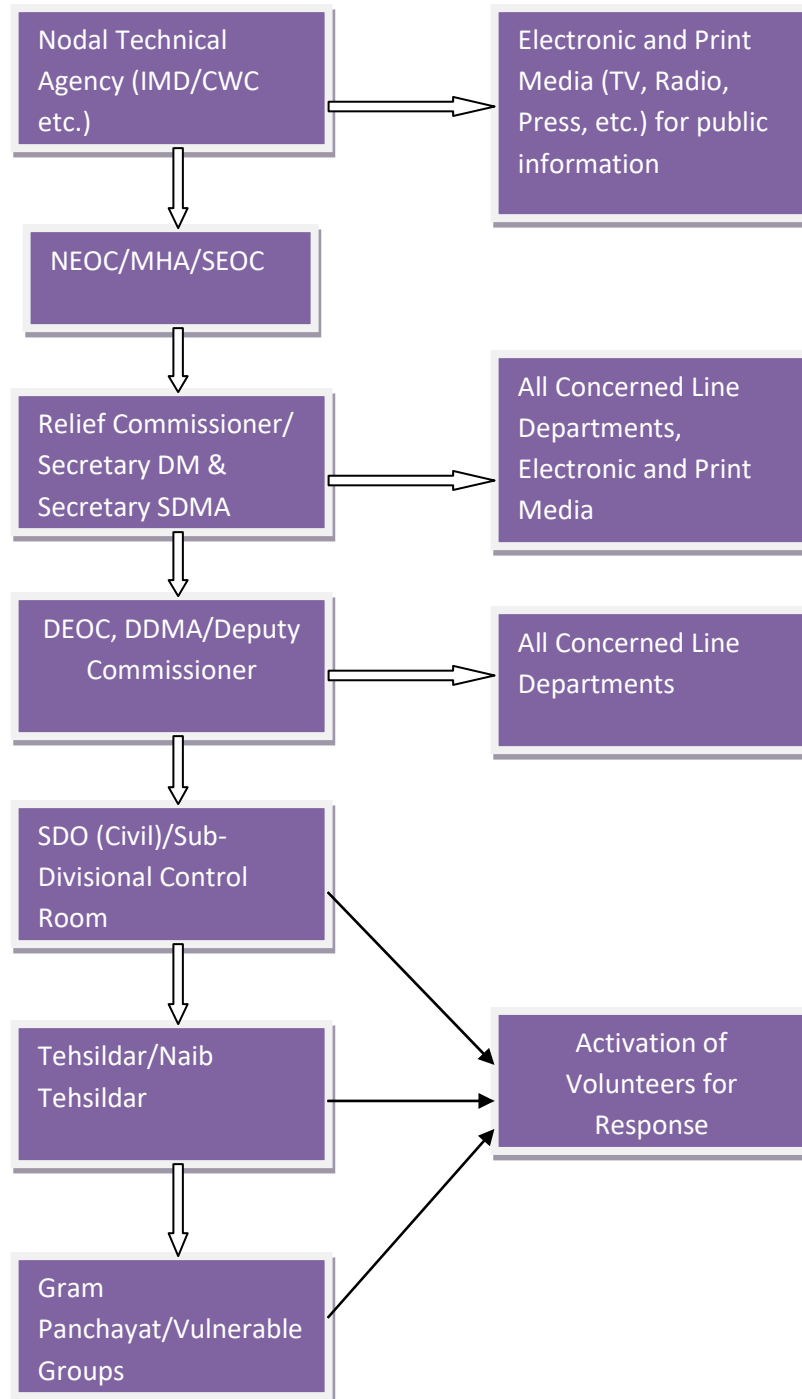 Nodal Technical
Agency (IMD/CWC
etc.)
Electronic and Print
Media (TV, Radio,
Press, etc.) for public
information
NEOC/MHA/SEOC
Relief Commissioner/
Secretary DM &
Secretary SDMA
All Concerned Line
Departments,
Electronic and Print
Media
DEOC, DDMA/Deputy
Commissioner
All Concerned Line
Departments
SDO (Civil)/Sub-
Divisional Control
Room
Tehsildar/Naib
Tehsildar
Activation of
Volunteers for
Response
Gram
Panchayat/Vulnerable
Groups